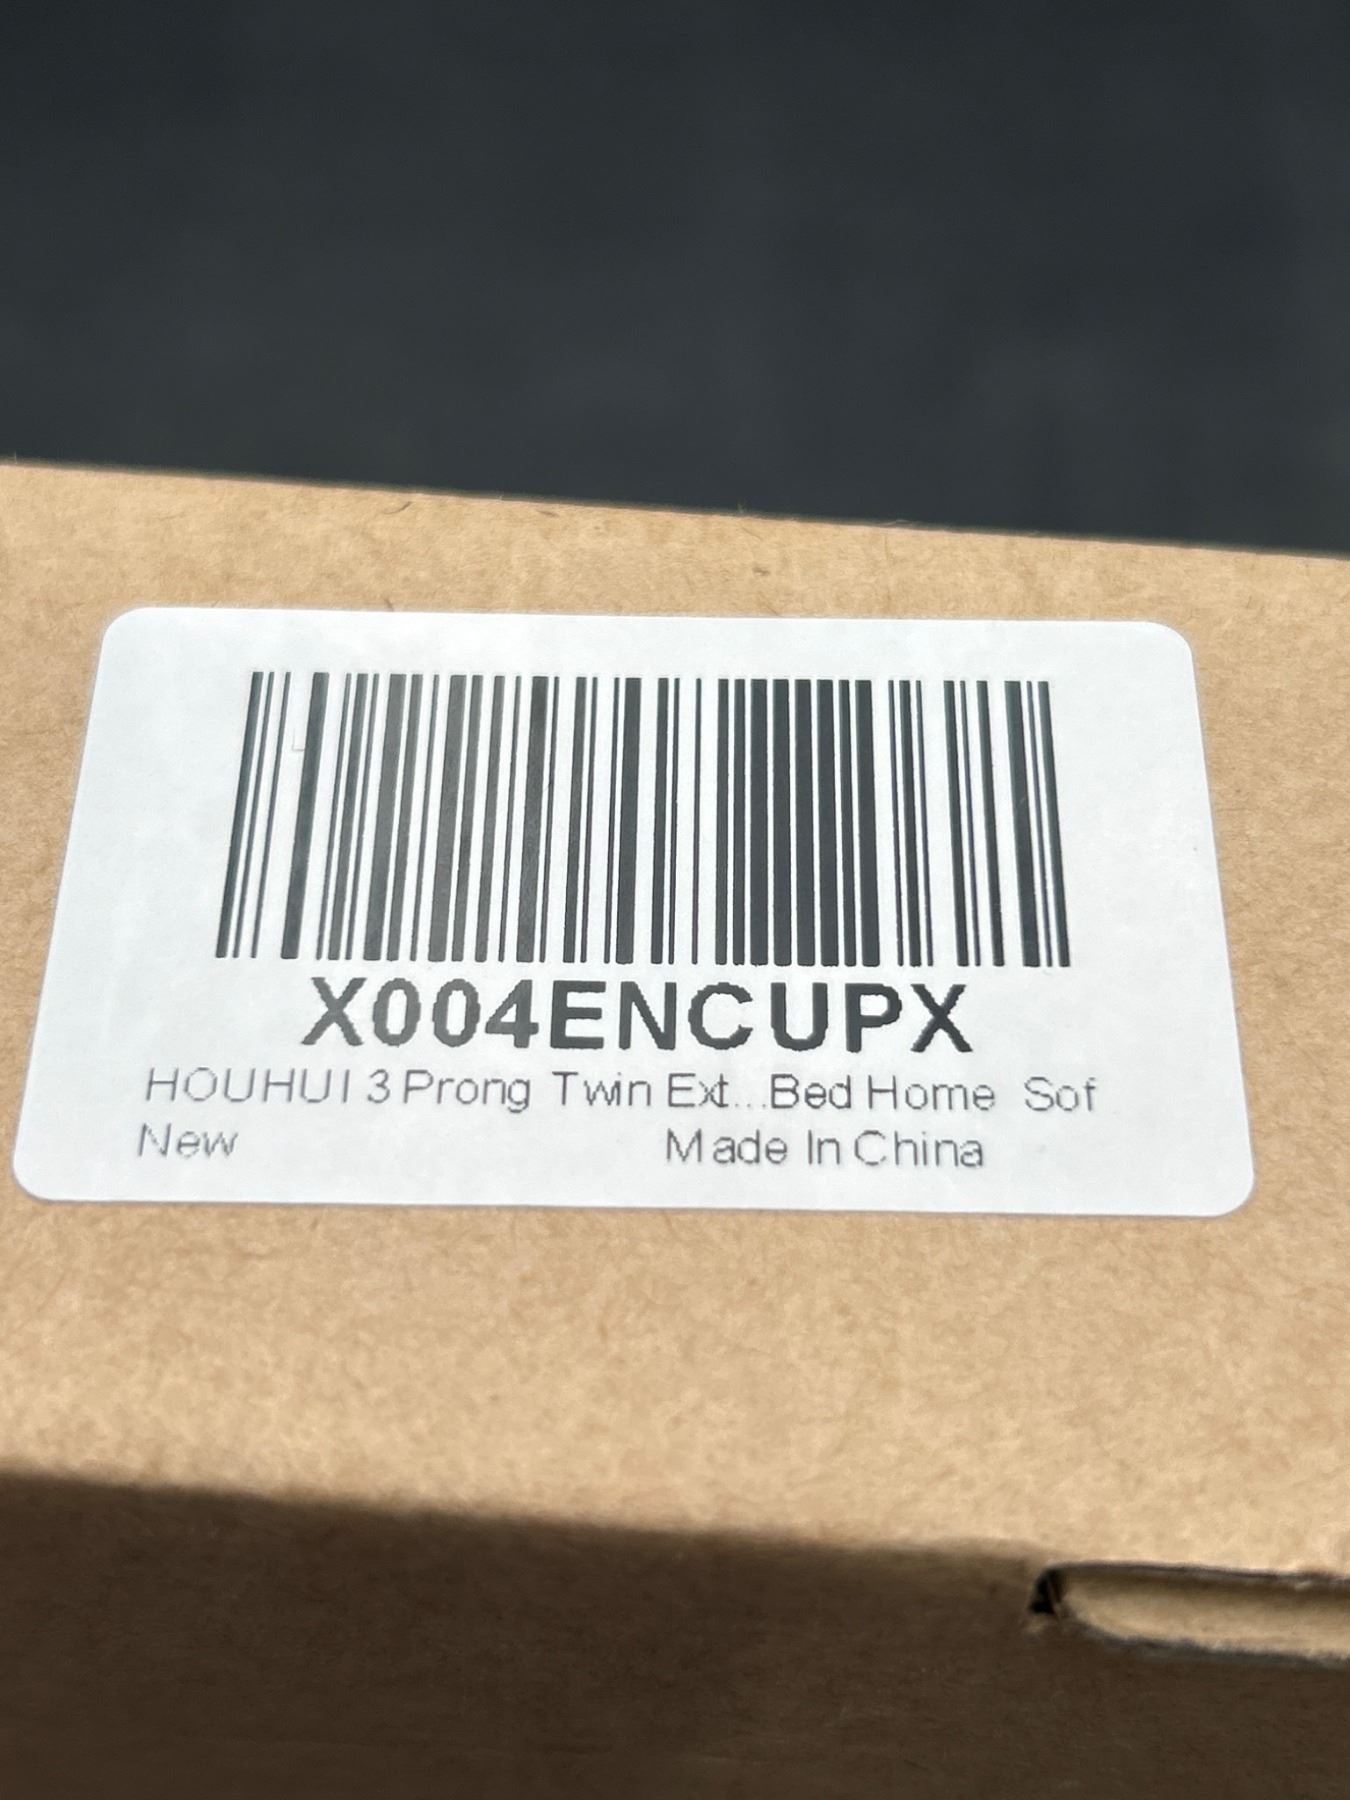 X004ENCUPX
HOUHUI 3 Prong Twin Ext...Bed Home Sof
New Made In China